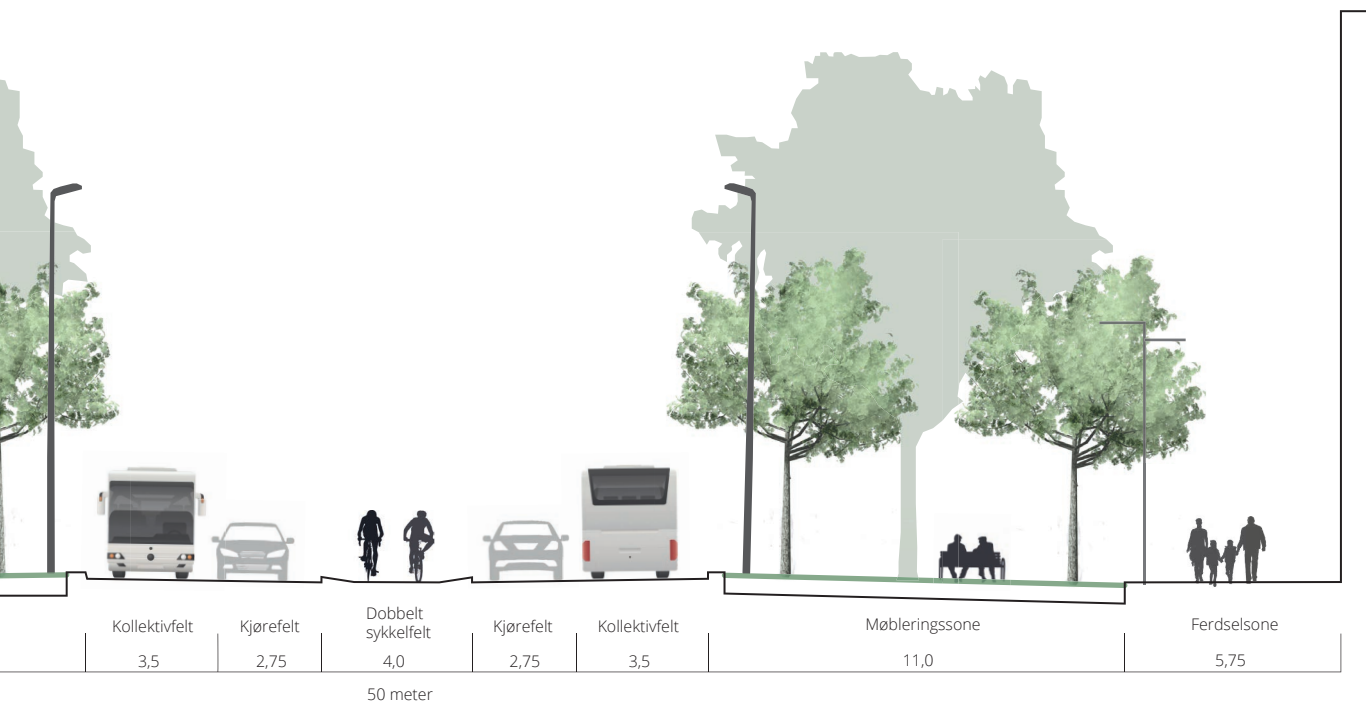 Kollektivfelt
3,5
Kjørefelt
2,75
Dobbelt
sykkelfelt
4,0
Kjørefelt
2,75
Kollektivfelt
3,5
Møbleringssone
11,0
Ferdselsone
5,75
50 meter